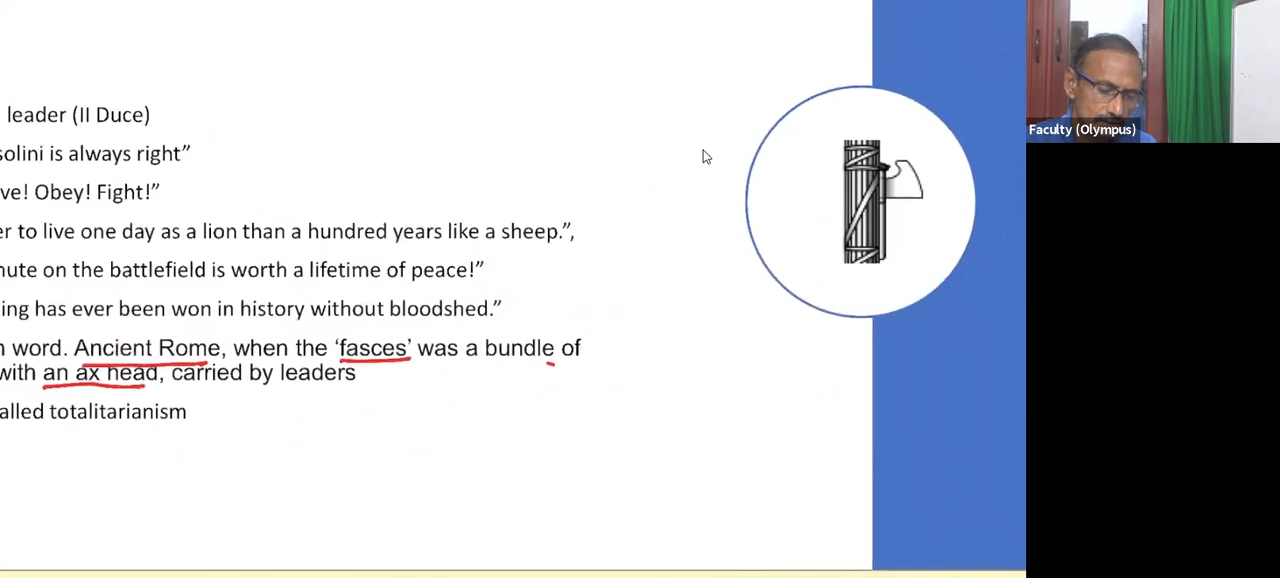 leader (II Duce)
solini is always right”
ve! Obey! Fight!”
er to live one day as a lion than a hundred years like a sheep.”,
nute on the battlefield is worth a lifetime of peace!”
ing has ever been won in history without bloodshed.”
n word. Ancient Rome, when the ‘fasces’ was a bundle of
with an ax head, carried by leaders
alled totalitarianism
Faculty (Olympus)